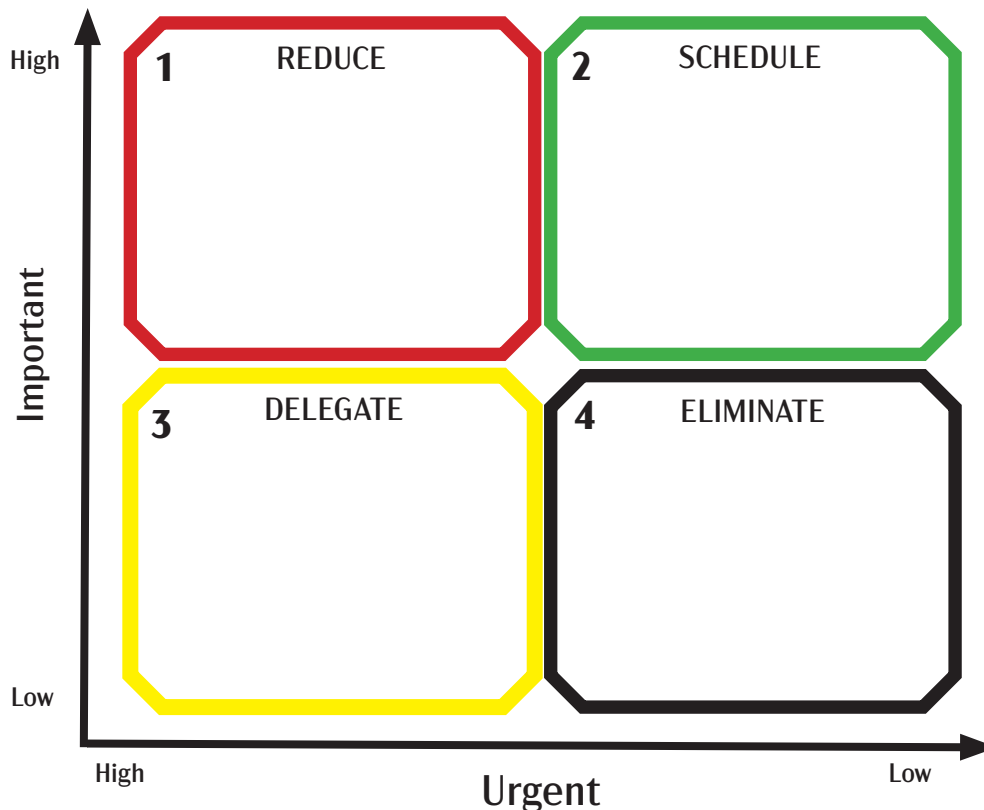 High
1 REDUCE
2 SCHEDULE
Important
3 DELEGATE
4 ELIMINATE
Low
High
Urgent
Low